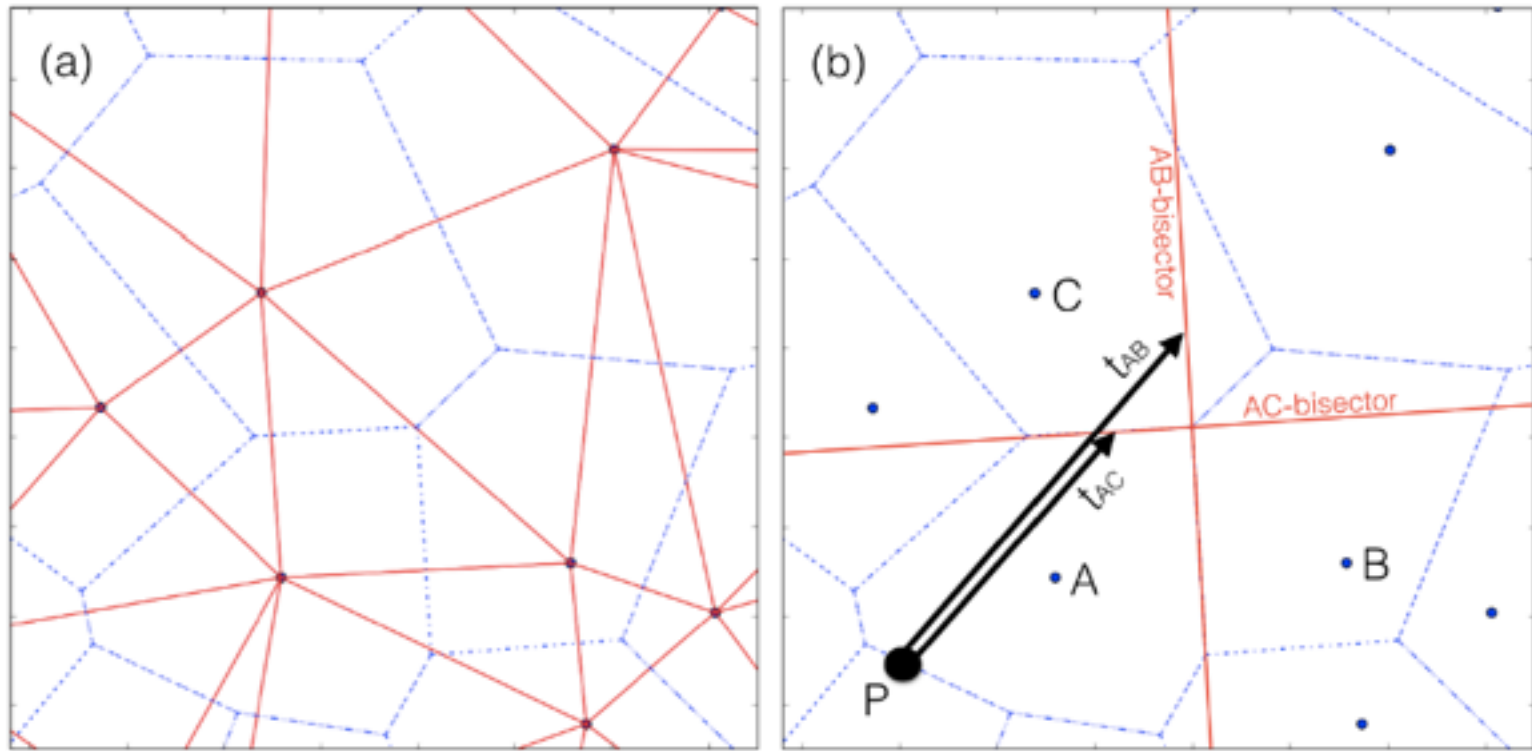 (a)
(b)
AB-bisector
C
tAB
AC-bisector
tAC
A
B
P